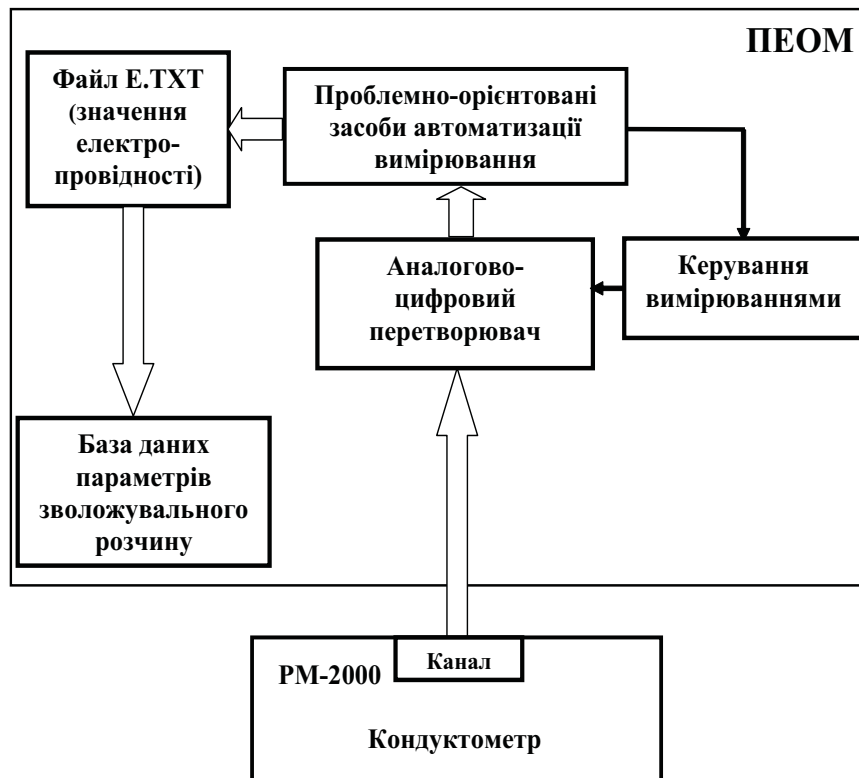 ПЕОМ
Файл Е.ТХТ
(значення
електро-
провідності)
Проблемно-орієнтовані
засоби автоматизації
вимірювання
Аналогово-
цифровий
перетворювач
Керування
вимірюваннями
База даних
параметрів
зволожувального
розчину
Канал
РМ-2000
Кондуктометр